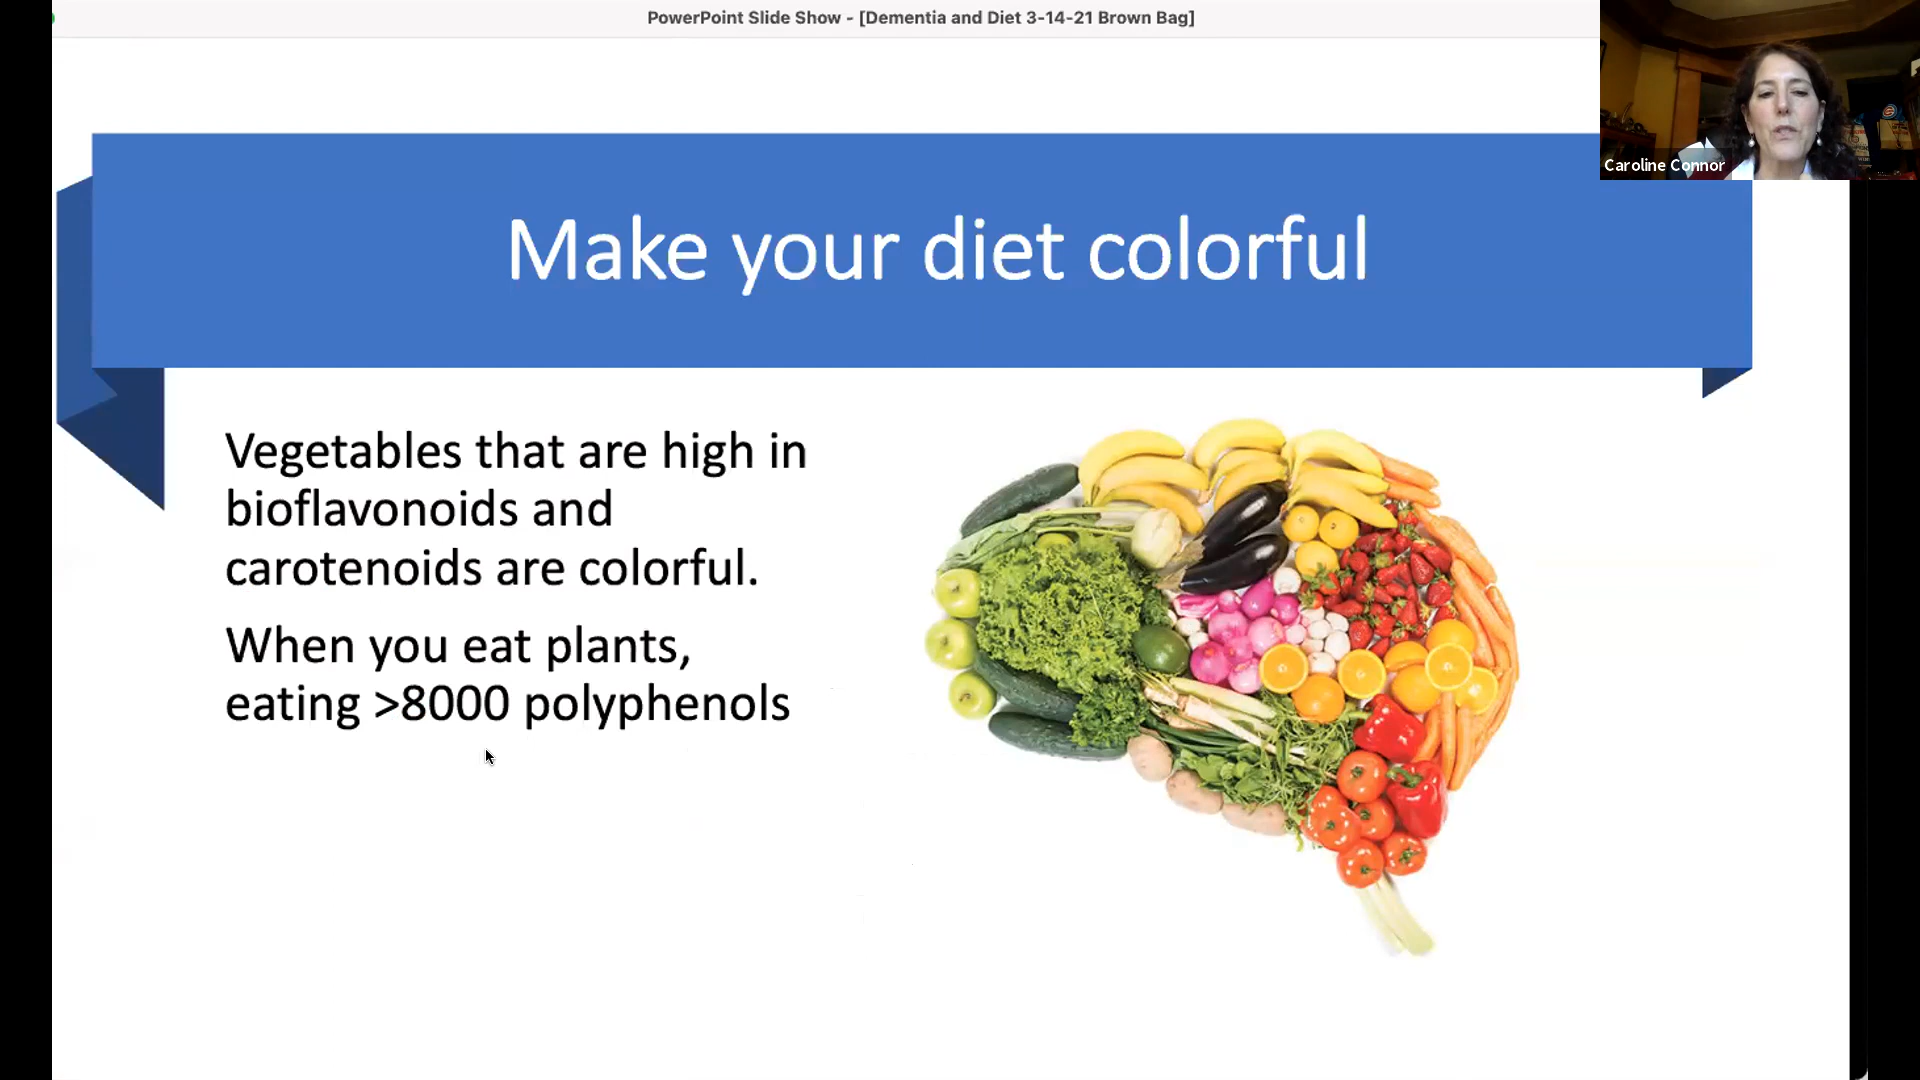 PowerPoint Slide Show - [Dementia and Diet 3-14-21 Brown Bag]
Caroline Connor
Make your diet colorful
Vegetables that are high in
bioflavonoids and
carotenoids are colorful.
When you eat plants,
eating >8000 polyphenols